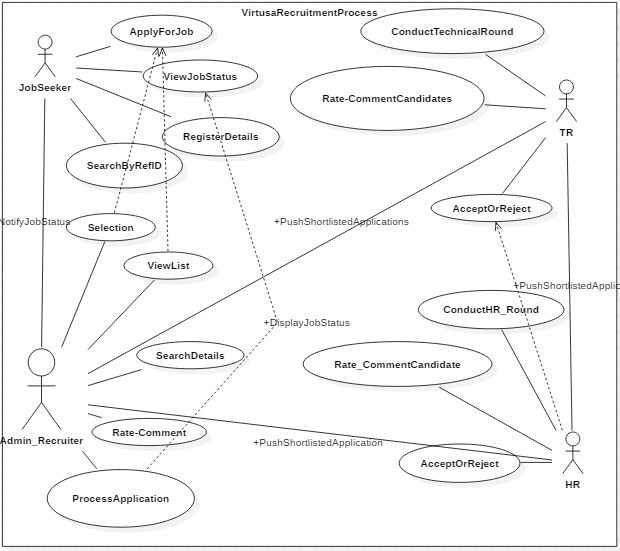 VirtusaRecruitmentProcess
ApplyForJob
ConductTechnicalRound
JobSeeker
ViewJobStatus
Rate-CommentCandidates
RegisterDetails
TR
SearchByRefID
AcceptOrReject
NotifyJobStatus
Selection
+PushShortlistedApplications
ViewList
+PushShortlistedApplic
ConductHR_Round
+DisplayJobStatus
SearchDetails
Rate_CommentCandidate
Rate-Comment
Admin_Recruiter
+PushShortlistedApplication
AcceptOrReject
HR
ProcessApplication